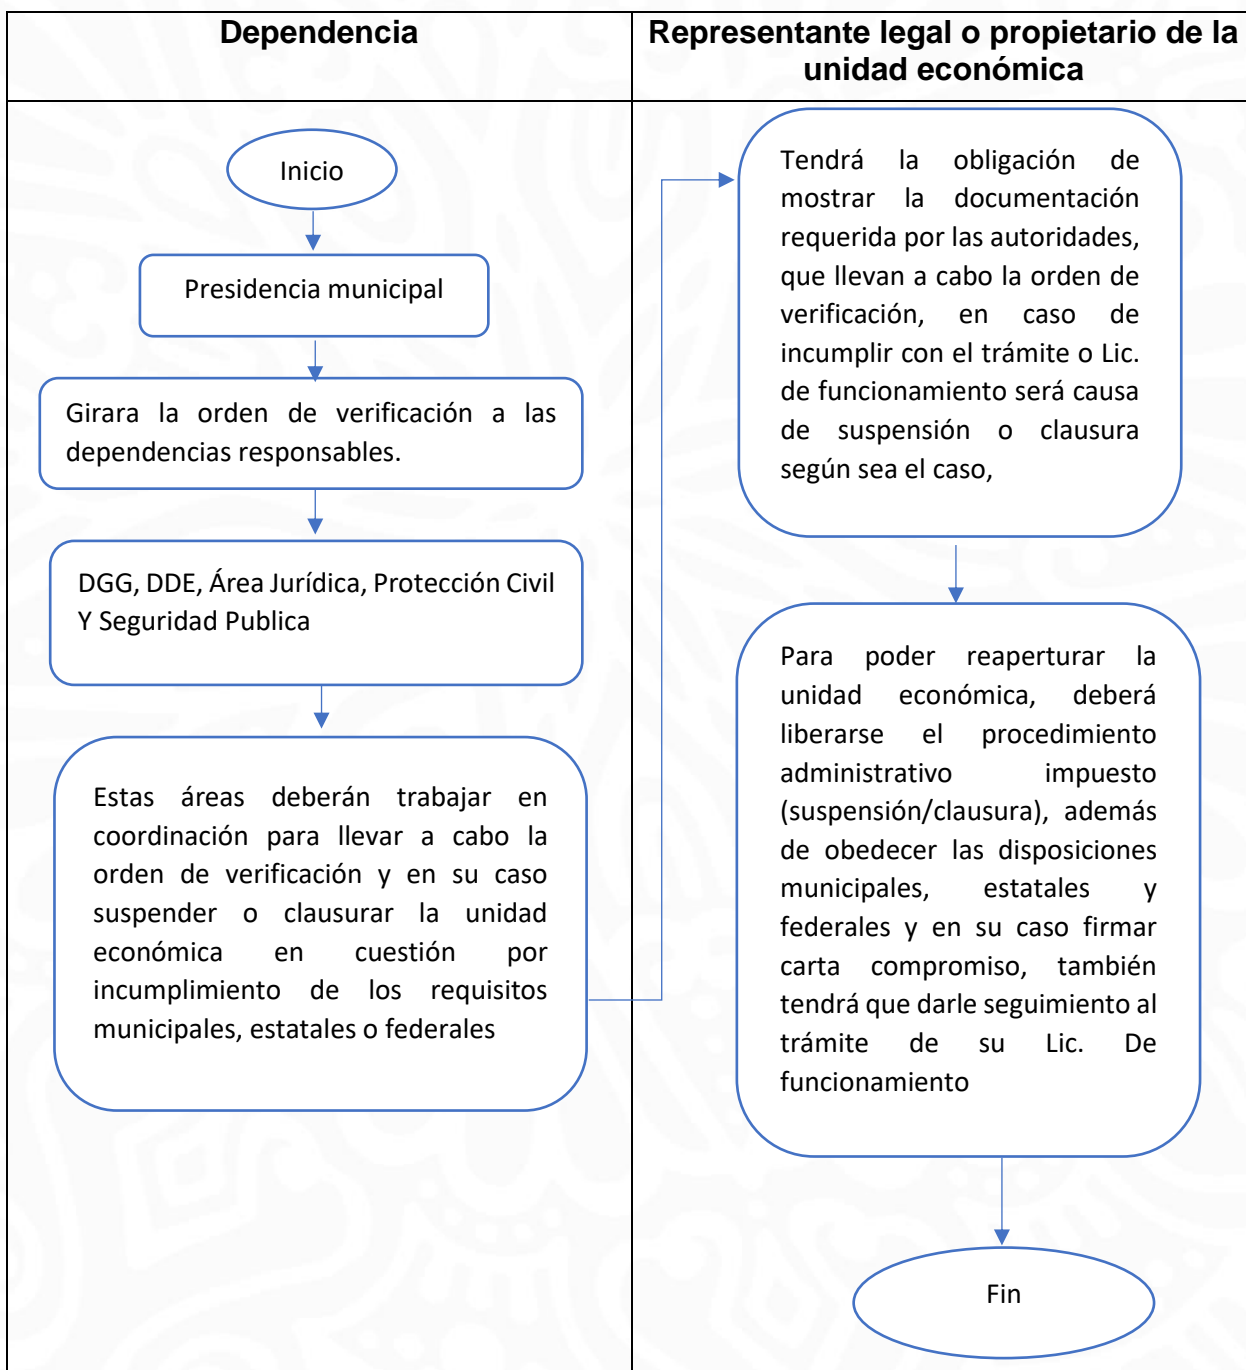 Dependencia
Representante legal o propietario de la
unidad económica
Inicio
Presidencia municipal
Girara la orden de verificación a las
dependencias responsables.
DGG, DDE, Área Jurídica, Protección Civil
Y Seguridad Publica
Estas áreas deberán trabajar en
coordinación para llevar a cabo la
orden de verificación y en su caso
suspender o clausurar la unidad
económica en cuestión por
incumplimiento de los requisitos
municipales, estatales o federales
Tendrá la obligación de
mostrar la documentación
requerida por las autoridades,
que llevan a cabo la orden de
verificación, en caso de
incumplir con el trámite o Lic.
de funcionamiento será causa
de suspensión o clausura
según sea el caso,
Para poder reaperturar la
unidad económica, deberá
liberarse el procedimiento
administrativo impuesto
(suspensión/clausura), además
de obedecer las disposiciones
municipales, estatales y
federales y en su caso firmar
carta compromiso, también
tendrá que darle seguimiento al
trámite de su Lic. De
funcionamiento
Fin